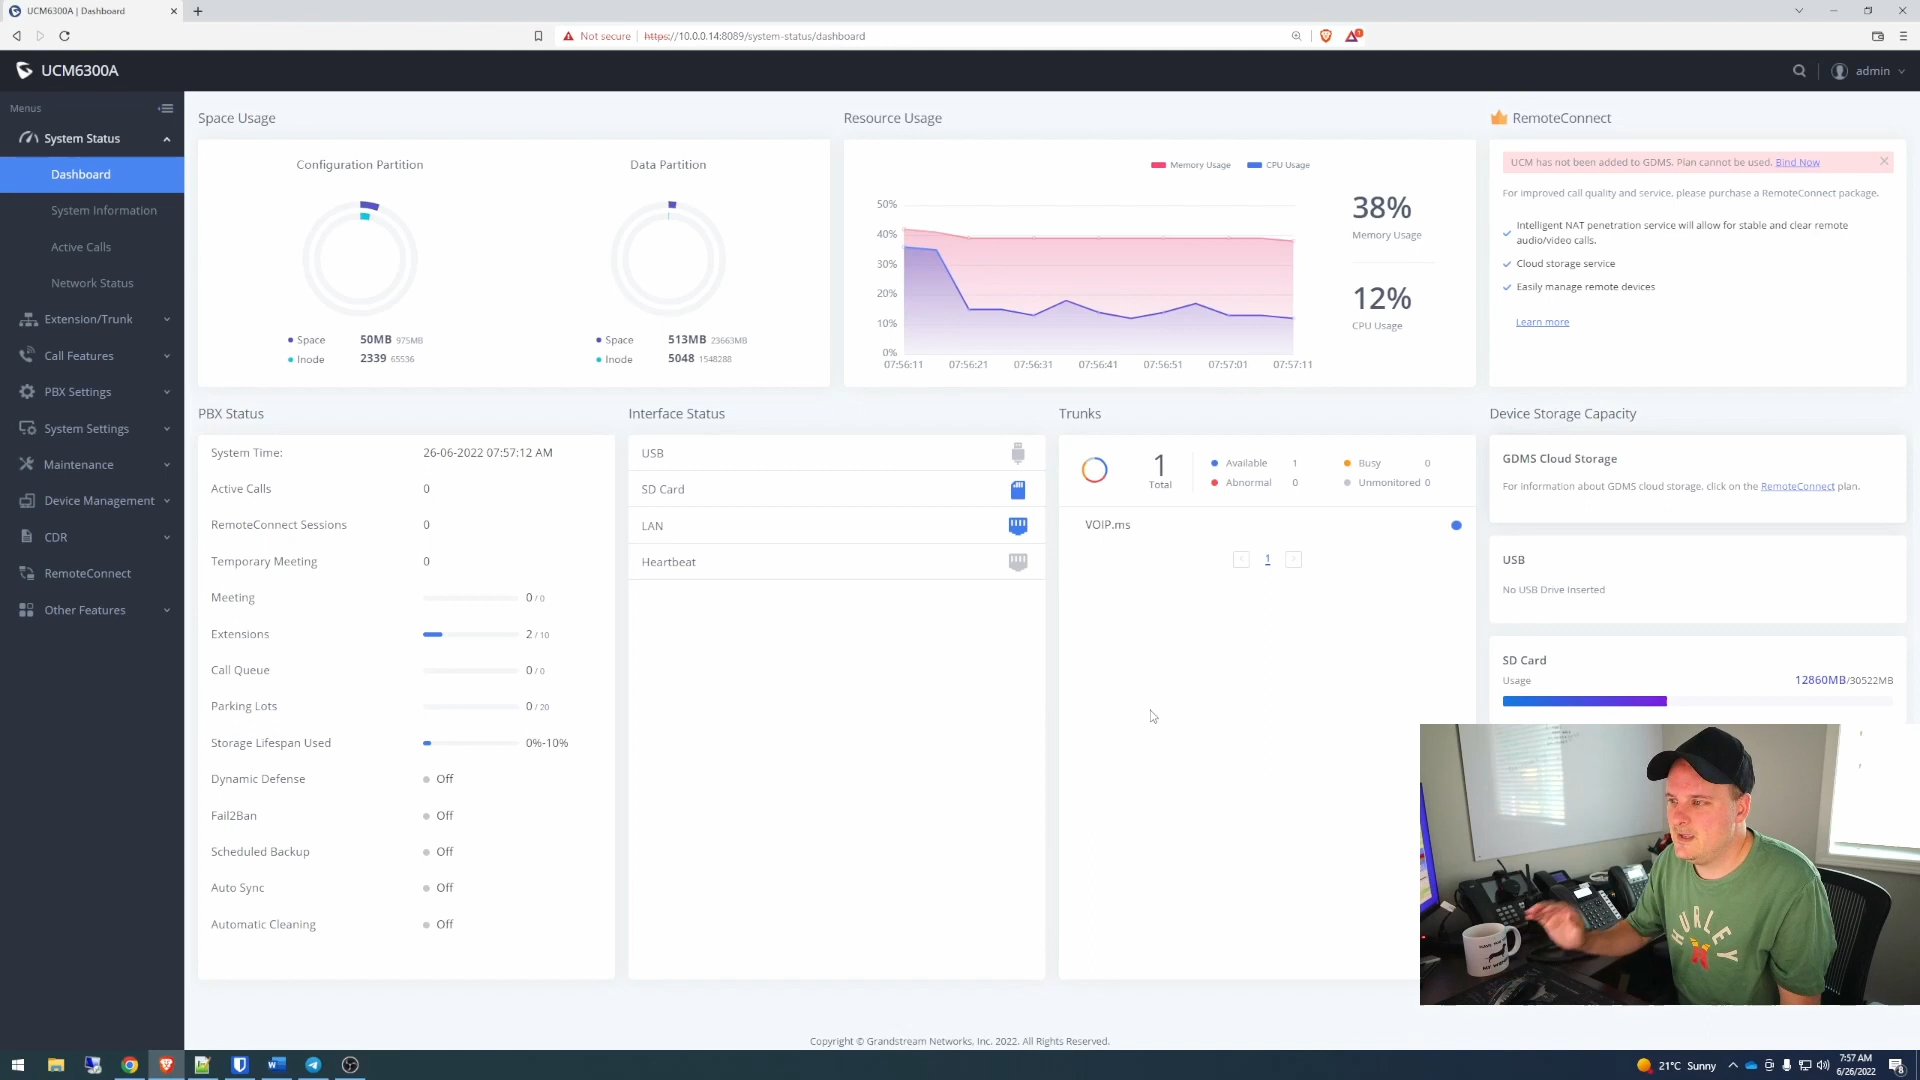 UCM6300A | Dashboard
Not secure https://10.0.0.14:8089/system-status/dashboard
UCM6300A
admin
Menus
System Status
Dashboard
System Information
Active Calls
Network Status
Extension/Trunk
Call Features
PBX Settings
System Settings
Maintenance
Device Management
CDR
RemoteConnect
Other Features
Space Usage
Configuration Partition
Data Partition
Space 50MB 975MB
Inode 2339 65536
Space 513MB 23663MB
Inode 5048 1548288
Resource Usage
Memory Usage CPU Usage
50%
40%
30%
20%
10%
0%
07:56:11 07:56:21 07:56:31 07:56:41 07:56:51 07:57:01 07:57:11
38%
Memory Usage
12%
CPU Usage
RemoteConnect
UCM has not been added to GDMS. Plan cannot be used. Bind Now
For improved call quality and service, please purchase a RemoteConnect package.
Intelligent NAT penetration service will allow for stable and clear remote
audio/video calls.
Cloud storage service
Easily manage remote devices
Learn more
PBX Status
System Time: 26-06-2022 07:57:12 AM
Active Calls 0
RemoteConnect Sessions 0
Temporary Meeting 0
Meeting 0 / 0
Extensions 2 / 10
Call Queue 0 / 0
Parking Lots 0 / 20
Storage Lifespan Used 0%-10%
Dynamic Defense Off
Fail2Ban Off
Scheduled Backup Off
Auto Sync Off
Automatic Cleaning Off
Interface Status
USB
SD Card
LAN
Heartbeat
Trunks
1
Total
Available 1 Busy 0
Abnormal 0 Unmonitored 0
VOIP.ms
1
Device Storage Capacity
GDMS Cloud Storage
For information about GDMS cloud storage, click on the RemoteConnect plan.
USB
No USB Drive Inserted
SD Card
Usage 12860MB/30522MB
HURLEY
Copyright © Grandstream Networks, Inc. 2022. All Rights Reserved.
21°C Sunny
7:57 AM
6/26/2022
8